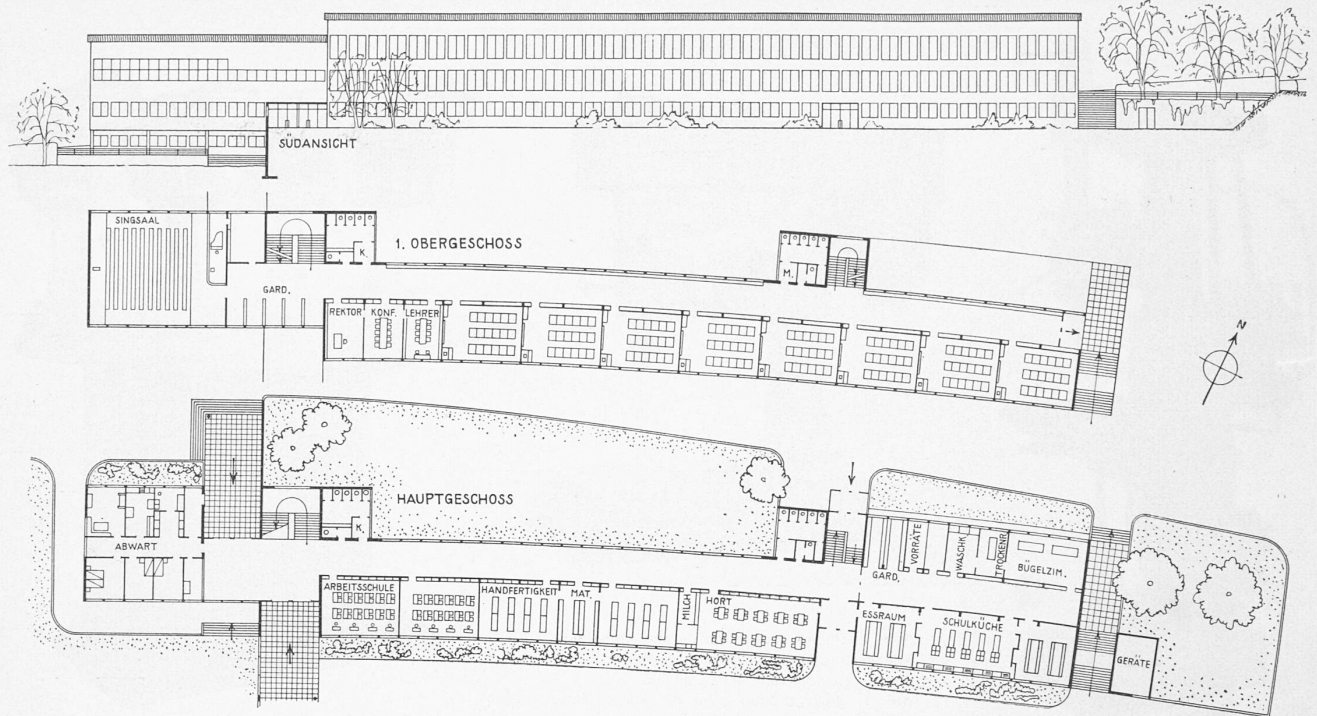 SÜDANSICHT
SINGSAAL
1. OBERGESCHOSS
K.
M.
GARD.
REKTOR
KONF.
LEHRER
N
HAUPTGESCHOSS
K.
ABWART
ARBEITSSCHULE
HANDFERTIGKEIT
MAT.
MILCH
HORT
GARD.
VORRÄTE
WASCHK.
TROCKENR.
BÜGELZIM.
ESSRAUM
SCHULKÜCHE
GERÄTE